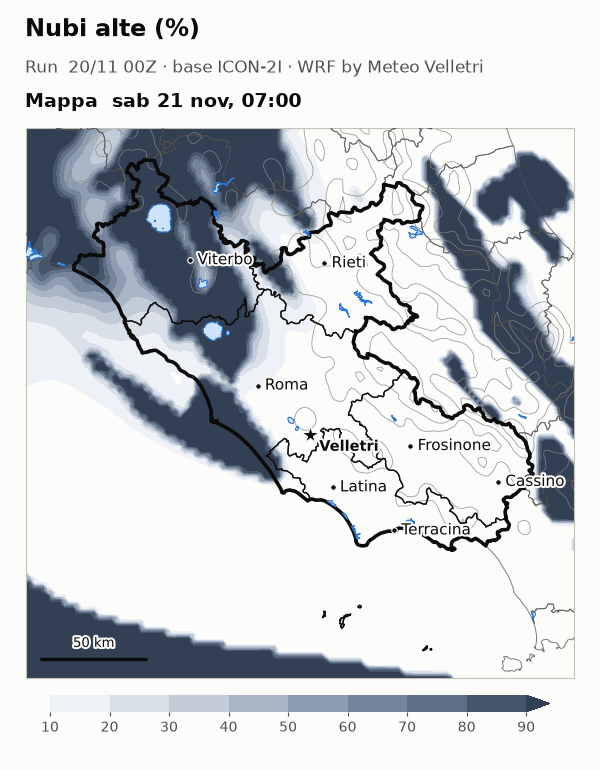 Nubi alte (%)
Run  20/11 00Z · base ICON-2I · WRF by Meteo Velletri
Mappa  sab 21 nov, 07:00
Viterbo
Rieti
Roma
Velletri
Frosinone
Latina
Cassino
Terracina
50 km
10 20 30 40 50 60 70 80 90